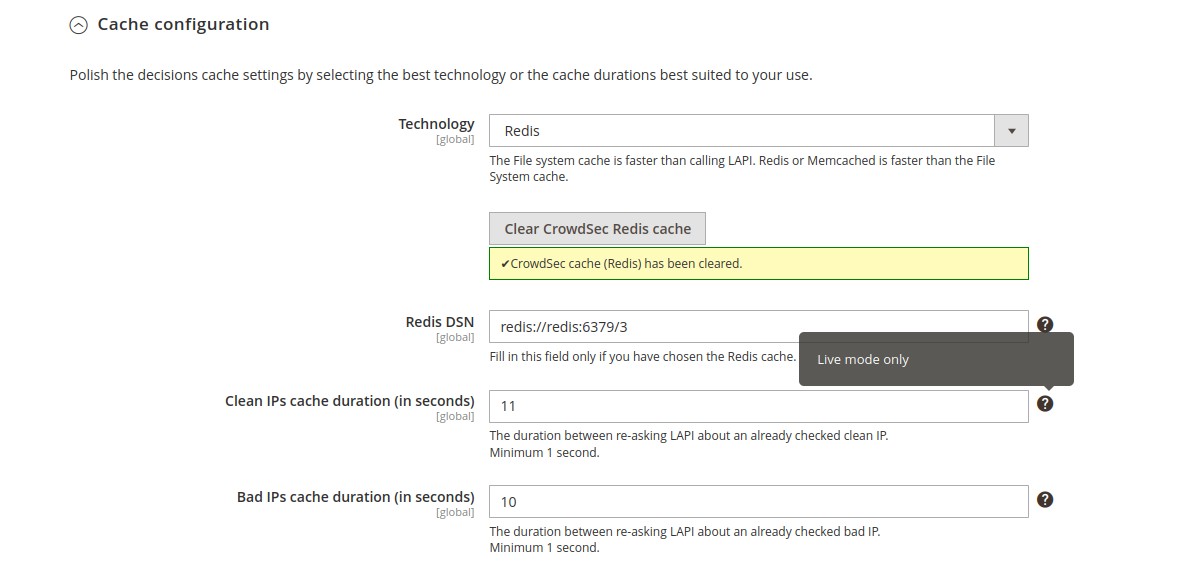 Cache configuration
Polish the decisions cache settings by selecting the best technology or the cache durations best suited to your use.
Technology
[global]
Redis
The File system cache is faster than calling LAPI. Redis or Memcached is faster than the File
System cache.
Clear CrowdSec Redis cache
✔CrowdSec cache (Redis) has been cleared.
Redis DSN
[global]
redis://redis:6379/3
?
Fill in this field only if you have chosen the Redis cache.
Live mode only
Clean IPs cache duration (in seconds)
[global]
11
?
The duration between re-asking LAPI about an already checked clean IP.
Minimum 1 second.
Bad IPs cache duration (in seconds)
[global]
10
?
The duration between re-asking LAPI about an already checked bad IP.
Minimum 1 second.